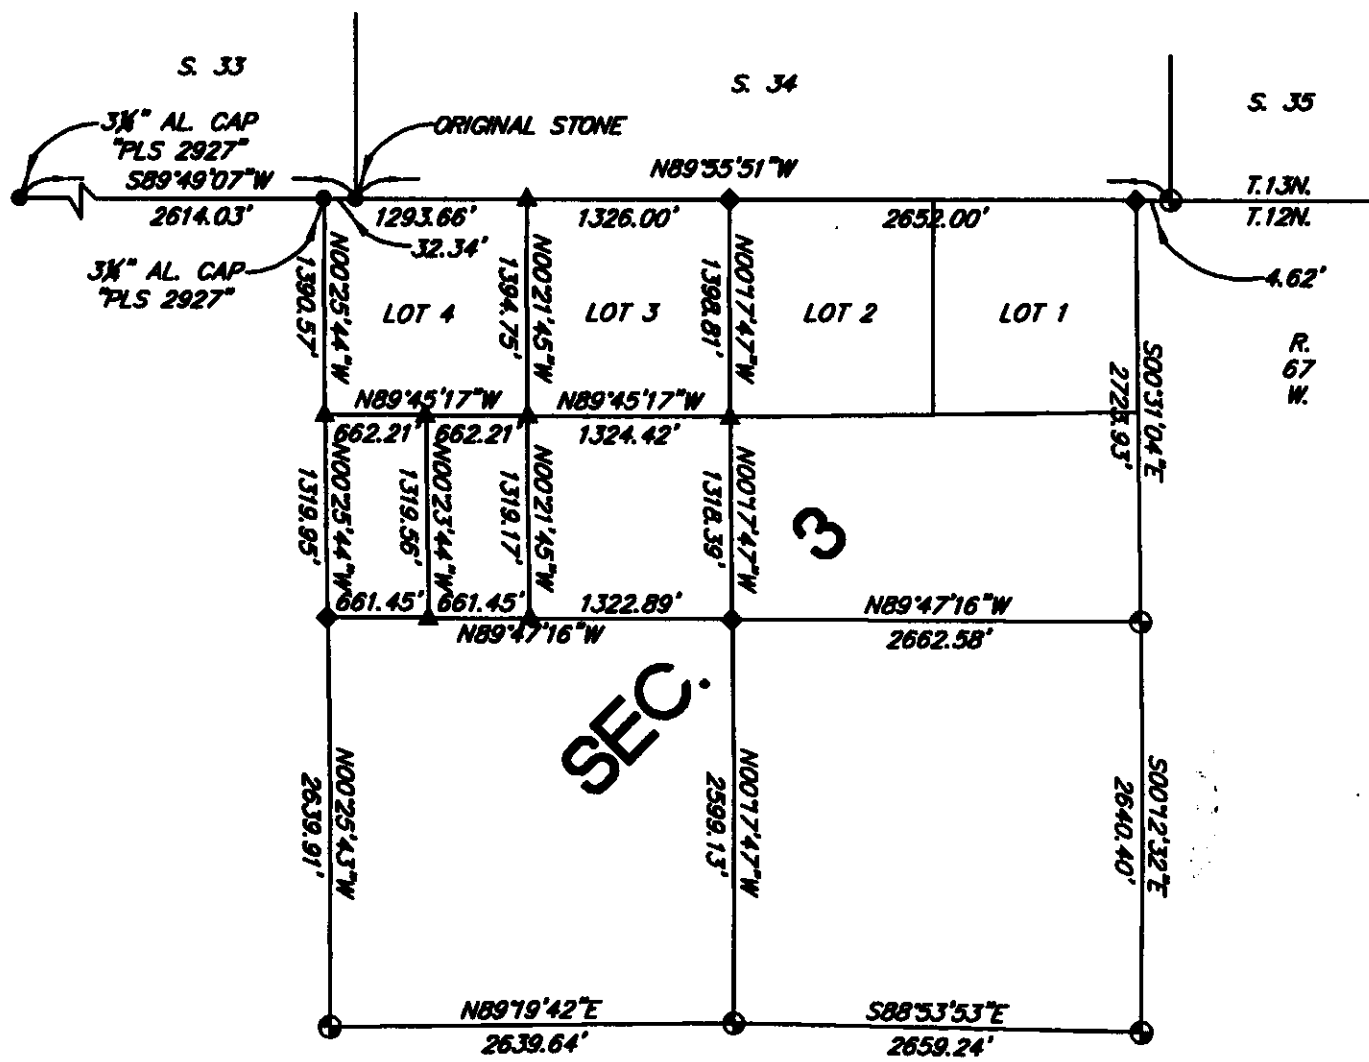 S. 33
S. 34
S. 35
3¼" AL. CAP
"PLS 2927"
ORIGINAL STONE
S89°49'07"W
2614.03'
N89°55'51"W
T.13N.
T.12N.
1293.66'
1326.00'
2652.00'
32.34'
4.62'
3¼" AL. CAP
"PLS 2927"
N00°25'44"W
1390.57'
N00°21'45"W
1394.75'
N00°17'47"W
1398.81'
LOT 4
LOT 3
LOT 2
LOT 1
R.
67
W.
S00°31'04"E
2723.93'
N89°45'17"W
N89°45'17"W
662.21'
662.21'
1324.42'
N00°25'44"W
1319.95'
N00°23'44"W
1319.56'
N00°21'45"W
1319.17'
N00°17'47"W
1318.39'
3
661.45'
661.45'
1322.89'
N89°47'16"W
N89°47'16"W
2662.58'
SEC.
N00°25'43"W
2639.91'
N00°17'47"W
2599.13'
S00°12'32"E
2640.40'
N89°19'42"E
2639.64'
S88°53'53"E
2659.24'